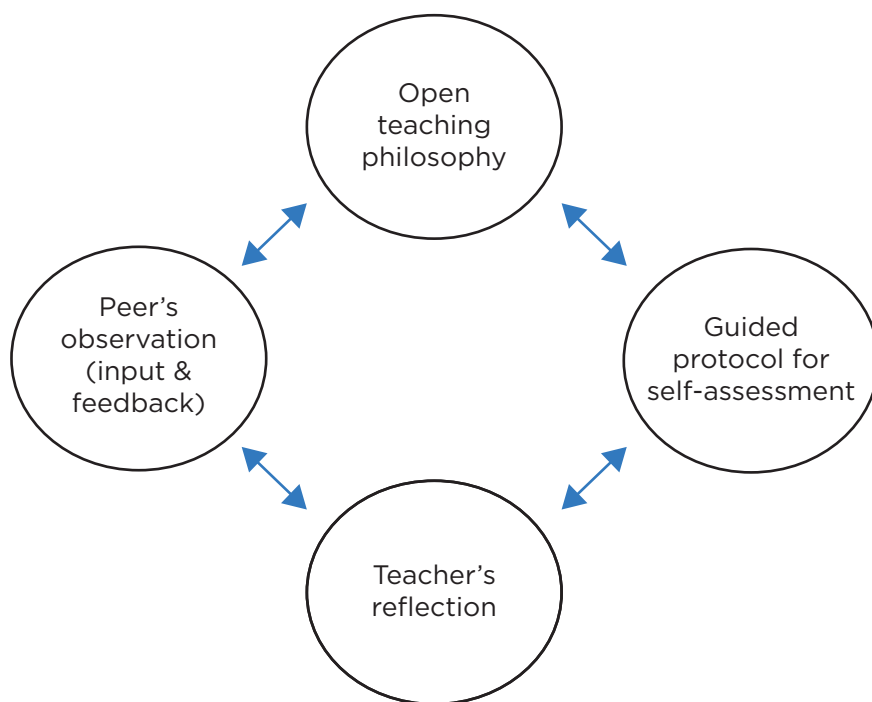 Open
teaching
philosophy
Peer’s
observation
(input &
feedback)
Guided
protocol for
self-assessment
Teacher’s
reflection